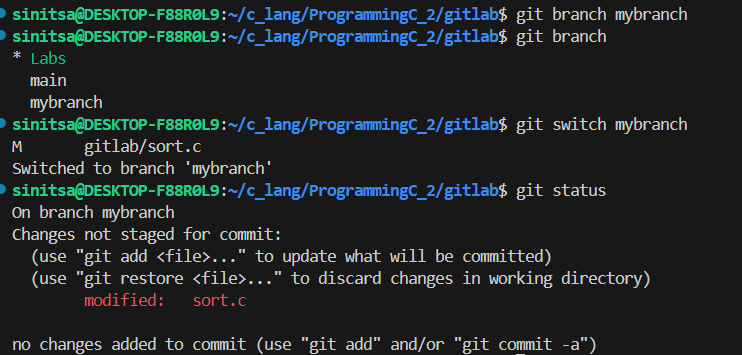 sinitsa@DESKTOP-F88R0L9:~/c_lang/ProgrammingC_2/gitlab$ git branch mybranch
sinitsa@DESKTOP-F88R0L9:~/c_lang/ProgrammingC_2/gitlab$ git branch
* Labs
  main
  mybranch
sinitsa@DESKTOP-F88R0L9:~/c_lang/ProgrammingC_2/gitlab$ git switch mybranch
M       gitlab/sort.c
Switched to branch 'mybranch'
sinitsa@DESKTOP-F88R0L9:~/c_lang/ProgrammingC_2/gitlab$ git status
On branch mybranch
Changes not staged for commit:
  (use "git add <file>..." to update what will be committed)
  (use "git restore <file>..." to discard changes in working directory)
        modified:   sort.c

no changes added to commit (use "git add" and/or "git commit -a")